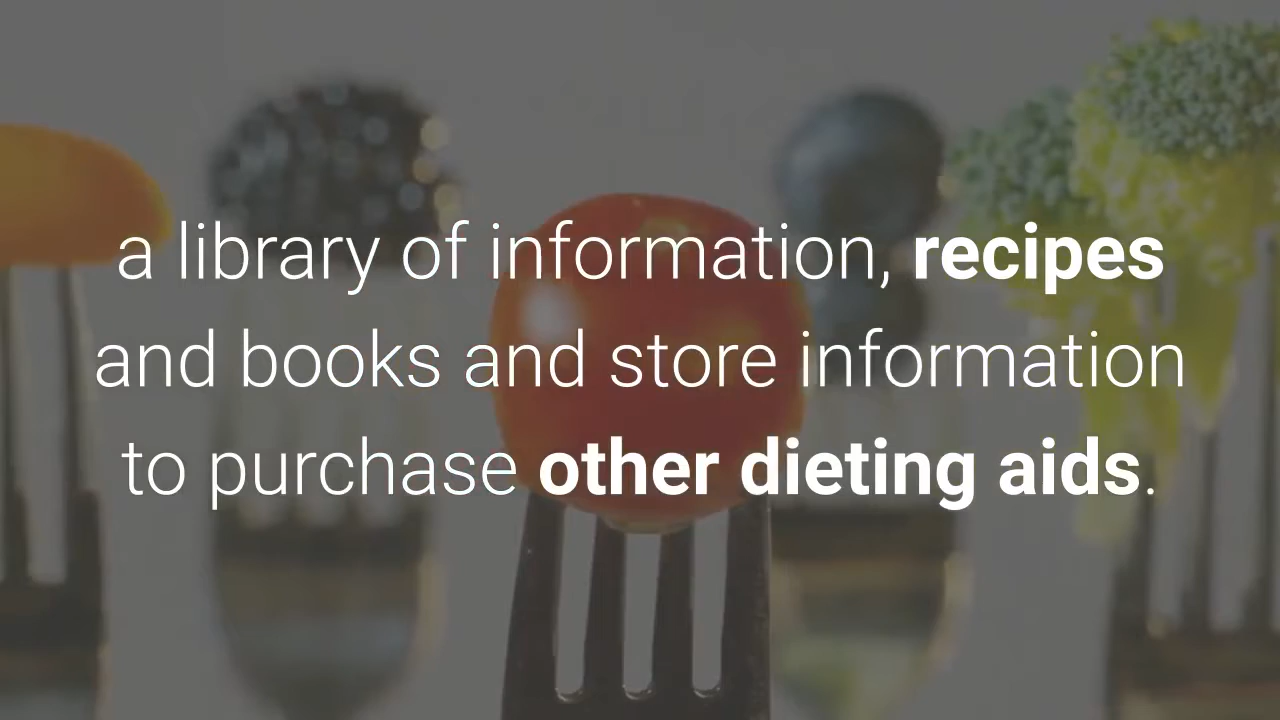 a library of information, recipes
and books and store information
to purchase other dieting aids.